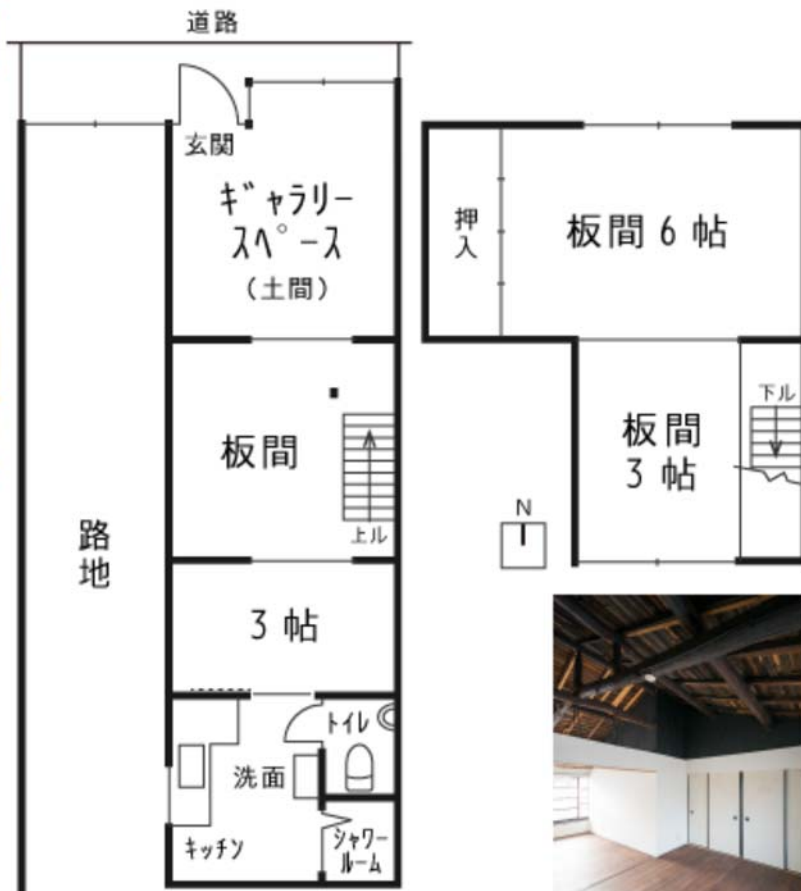 道路
玄関
ギャラリー
スペース
(土間)
板間
上ル
路地
3 帖
トイレ
洗面
キッチン
シャワー
ルーム
押入
板間 6 帖
板間
3 帖
下ル
N